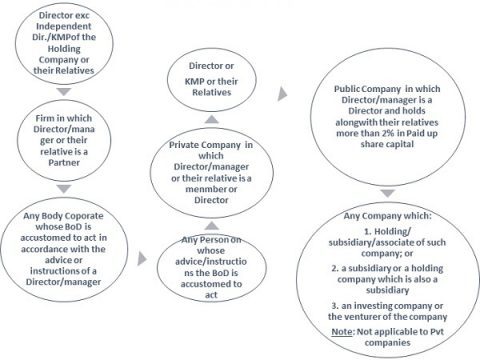 Director exc
Independent
Dir./KMPof the
Holding
Company or
their Relatives
Firm in which
Director/mana
ger or their
relative is a
Partner
Any Body Coporate
whose BoD is
accustomed to act in
accordance with the
advice or
instructions of a
Director/manager
Any Person on
whose
advice/instructio
ns the BoD is
accustomed to
act
Private Company in
which
Director/manager
or their relative is a
menmber or
Director
Director or
KMP or their
Relatives
Public Company in which
Director/manager is a
Director and holds
alongwith their relatives
more than 2% in Paid up
share capital
Any Company which:
1. Holding/
subsidiary/associate of such
company; or
2. a subsidiary or a holding
company which is also a
subsidiary
3. an investing company or
the venturer of the company
Note: Not applicable to Pvt
companies